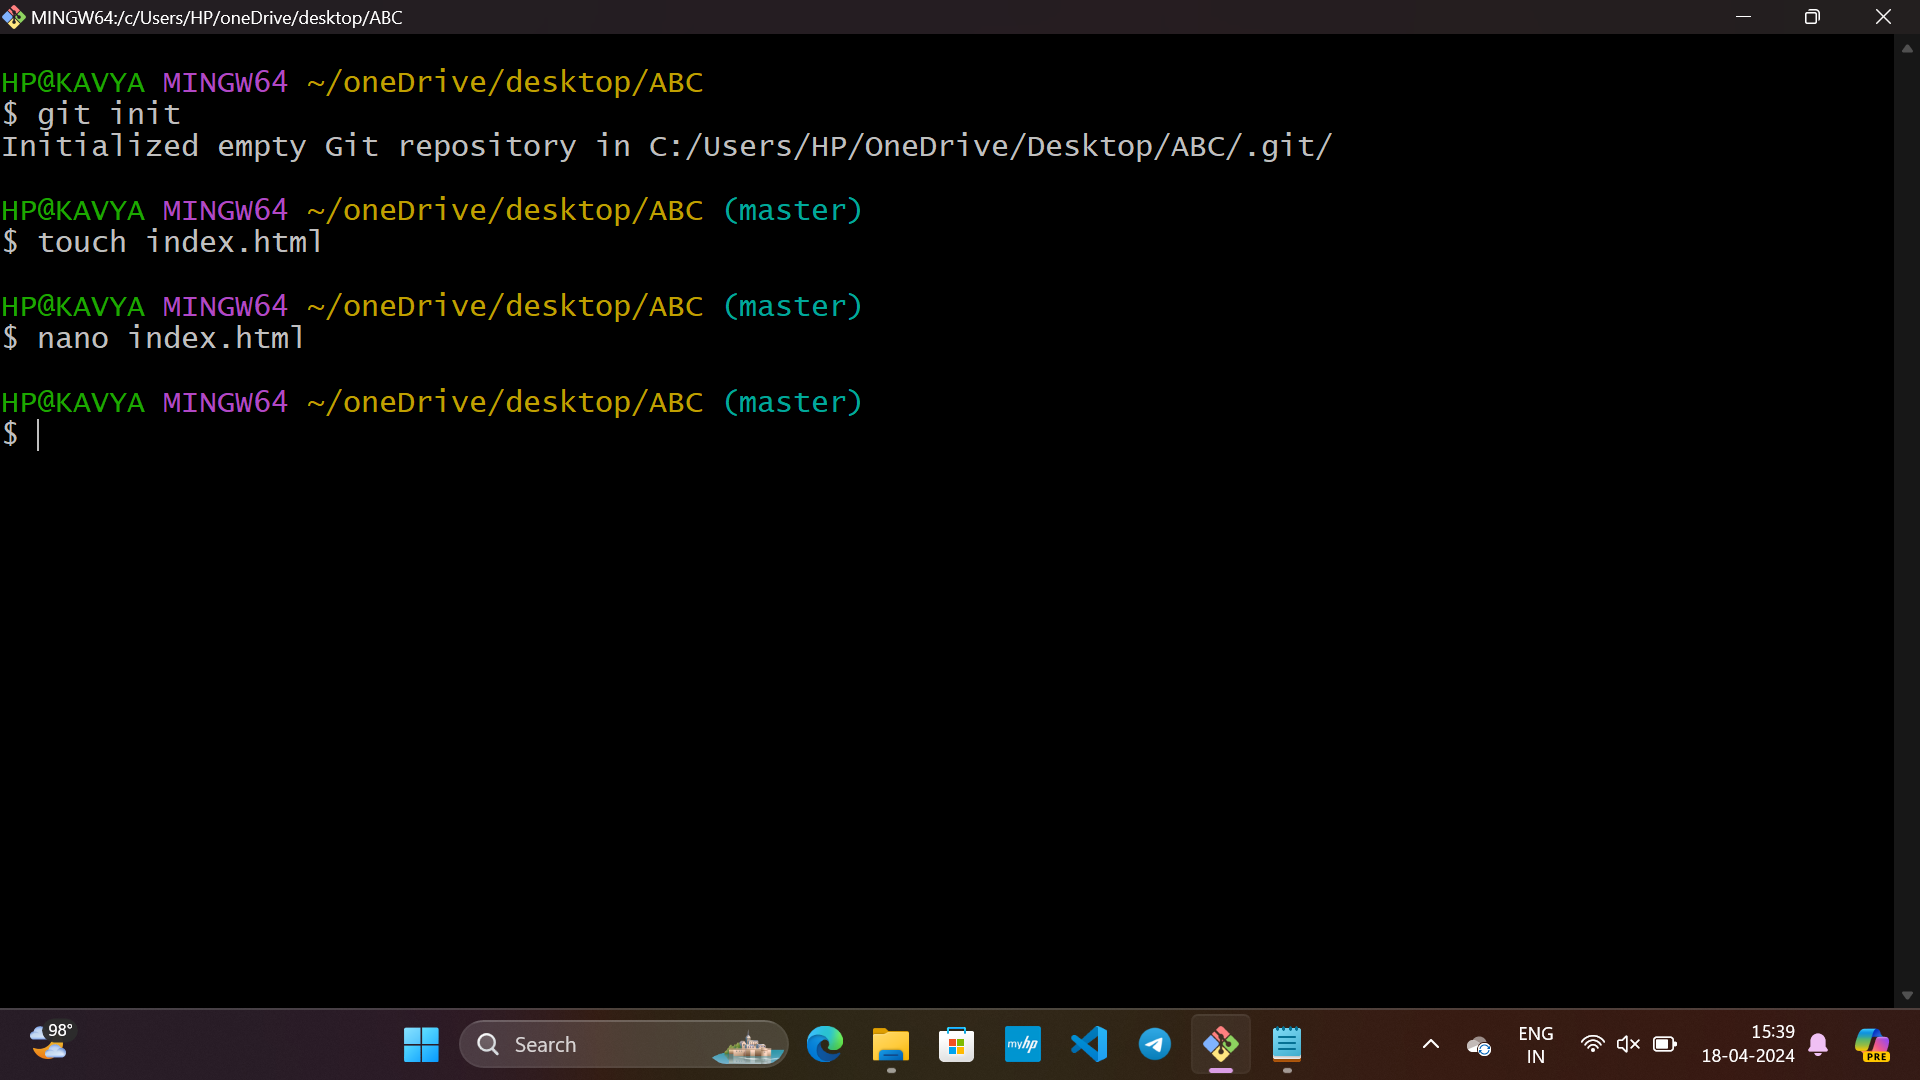 MINGW64:/c/Users/HP/oneDrive/desktop/ABC
HP@KAVYA MINGW64 ~/oneDrive/desktop/ABC
$ git init
Initialized empty Git repository in C:/Users/HP/OneDrive/Desktop/ABC/.git/
HP@KAVYA MINGW64 ~/oneDrive/desktop/ABC (master)
$ touch index.html
HP@KAVYA MINGW64 ~/oneDrive/desktop/ABC (master)
$ nano index.html
HP@KAVYA MINGW64 ~/oneDrive/desktop/ABC (master)
$
98°
Search
myhp
ENG
IN
15:39
18-04-2024
PRE